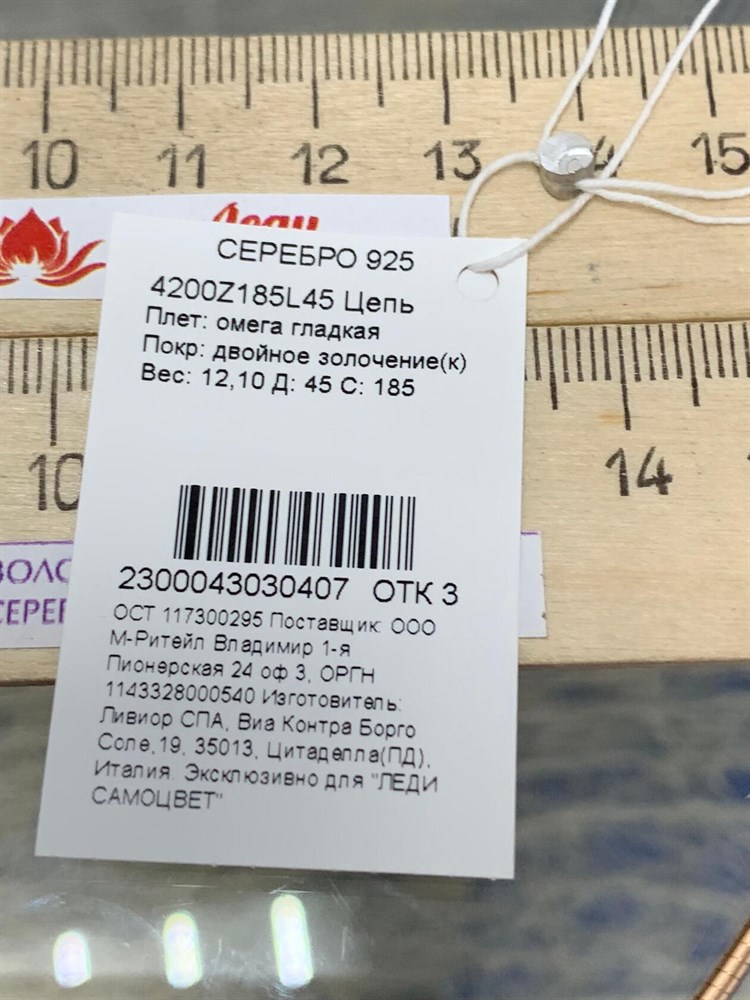 10 11 12 13 4 15
Леди
СЕРЕБРО 925
4200Z185L45 Цепь
Плет: омега гладкая
Покр: двойное золочение(к)
Вес: 12,10 Д: 45 С: 185
10 14
2300043030407 ОТК 3
ОСТ 117300295 Поставщик: ООО
М-Ритейл Владимир 1-я
Пионерская 24 оф 3, ОРГН
1143328000540 Изготовитель:
Ливиор СПА, Виа Контра Борго
Соле,19, 35013, Цитаделла(ПД),
Италия. Эксклюзивно для "ЛЕДИ
САМОЦВЕТ"